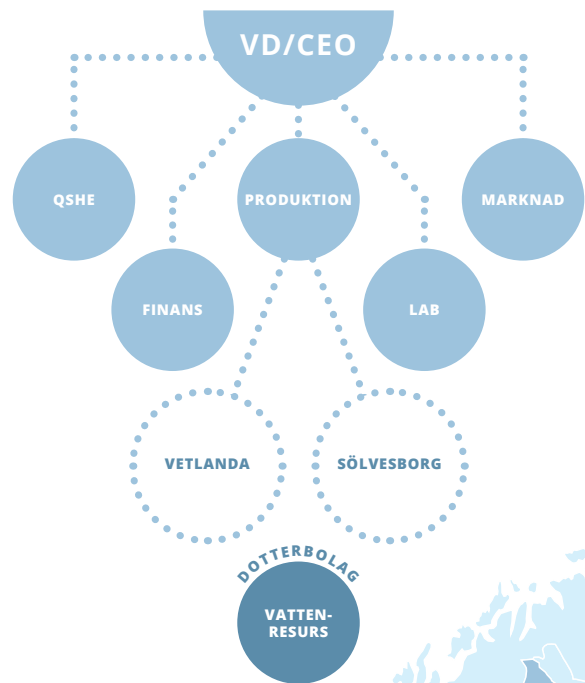 VD/CEO
QSHE
PRODUKTION
MARKNAD
FINANS
LAB
VETLANDA
SÖLVESBORG
DOTTERBOLAG
VATTEN-
RESURS